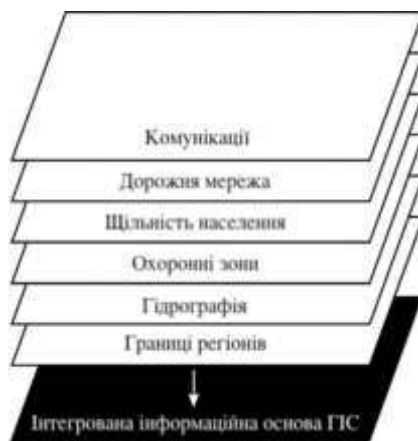 Комунікації
Дорожня мережа
Щільність населення
Охоронні зони
Гідрографія
Границі регіонів
Інтегрована інформаційна основа ГІС